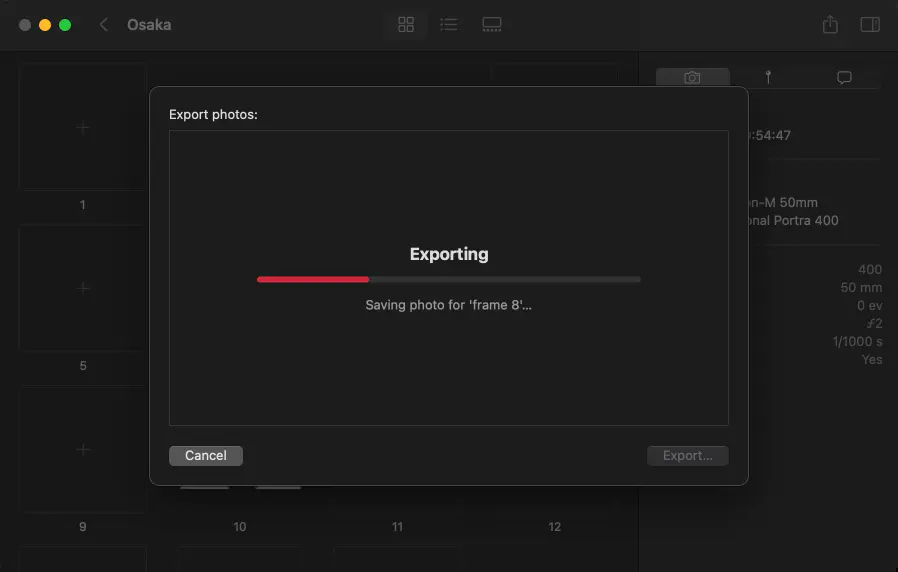 Osaka
Export photos:
Exporting
Saving photo for 'frame 8'...
Cancel
Export...
:54:47
n-M 50mm
nal Portra 400
400
50 mm
0 ev
ƒ2
1/1000 s
Yes
1
5
9
10
11
12